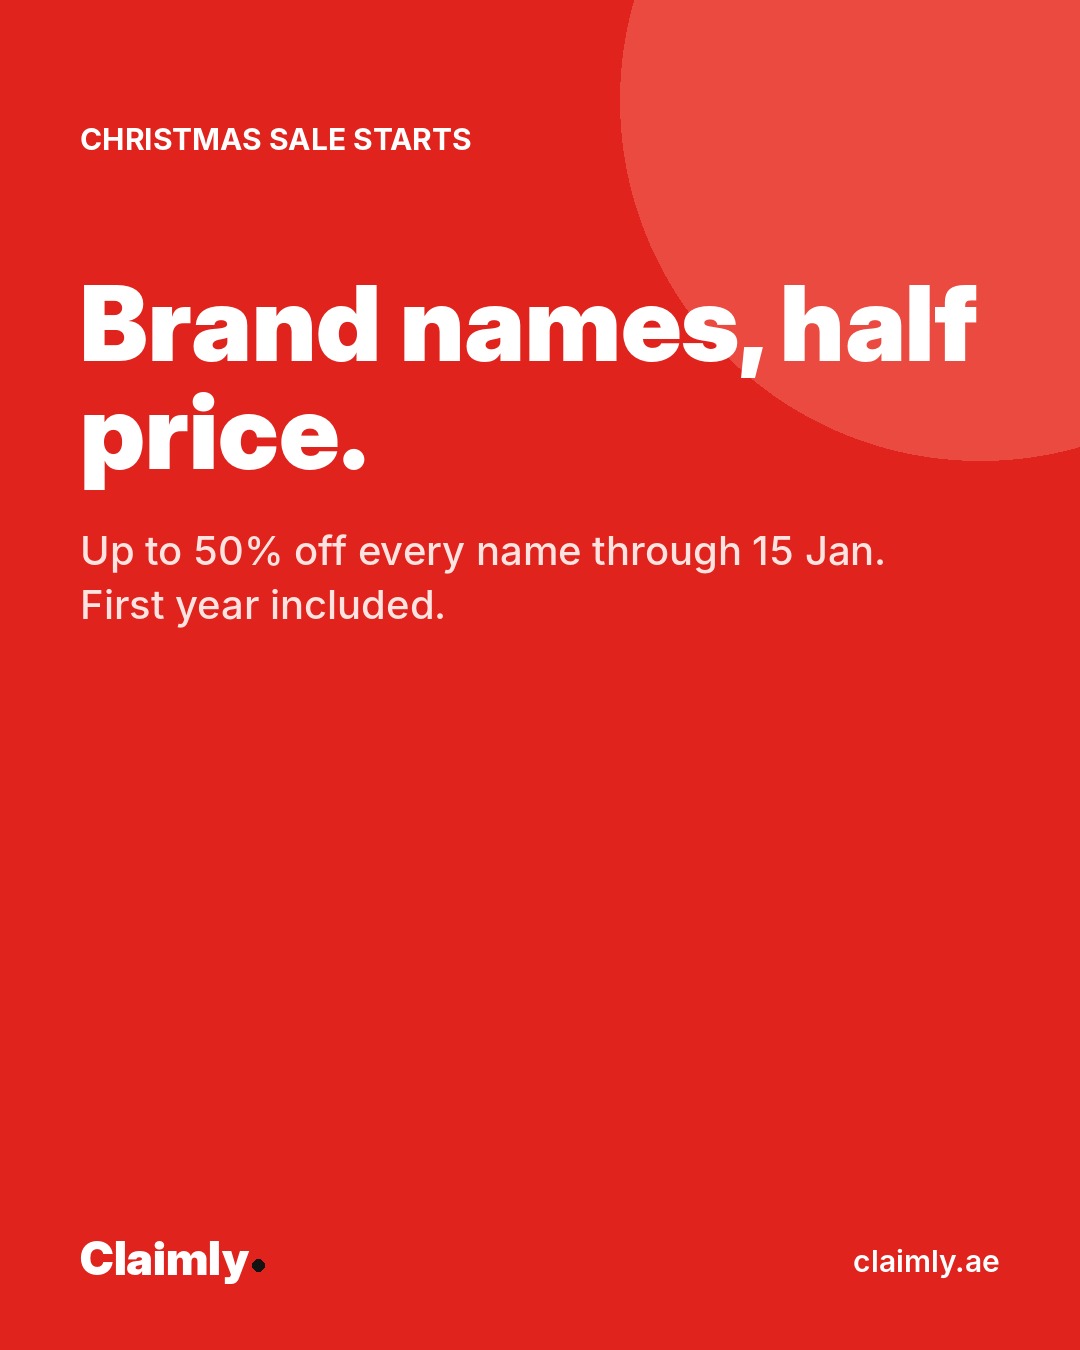 CHRISTMAS SALE STARTS
Brand names, half
price.
Up to 50% off every name through 15 Jan.
First year included.
Claimly.
claimly.ae